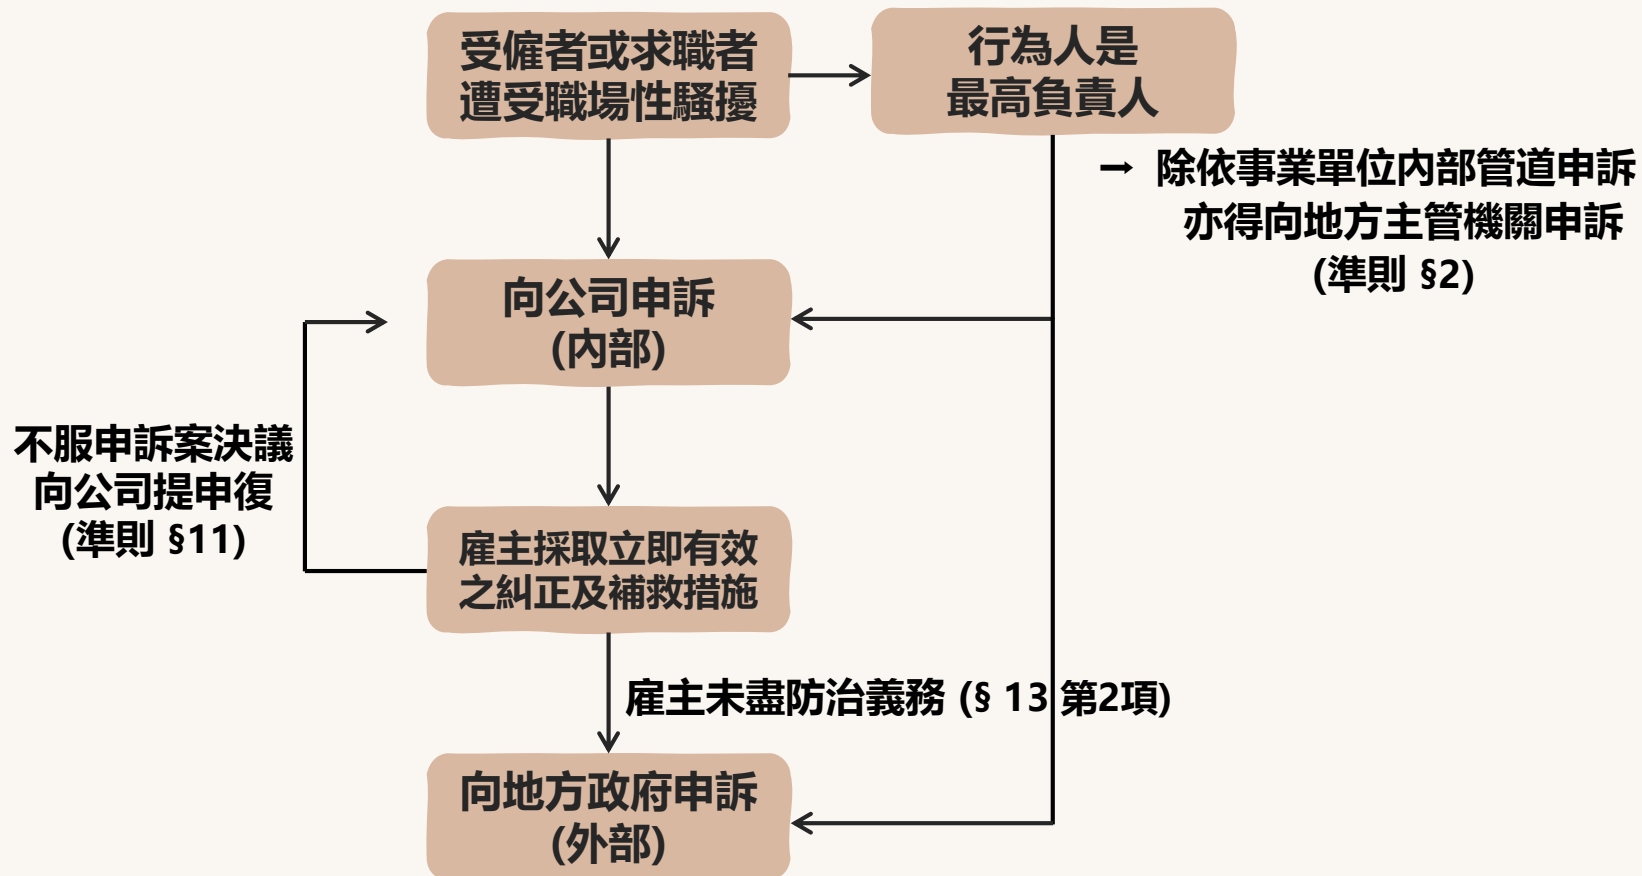 受僱者或求職者
遭受職場性騷擾
行為人是
最高負責人
→ 除依事業單位內部管道申訴
亦得向地方主管機關申訴
(準則 §2)
向公司申訴
(內部)
不服申訴案決議
向公司提申復
(準則 §11)
雇主採取立即有效
之糾正及補救措施
雇主未盡防治義務 (§ 13 第2項)
向地方政府申訴
(外部)